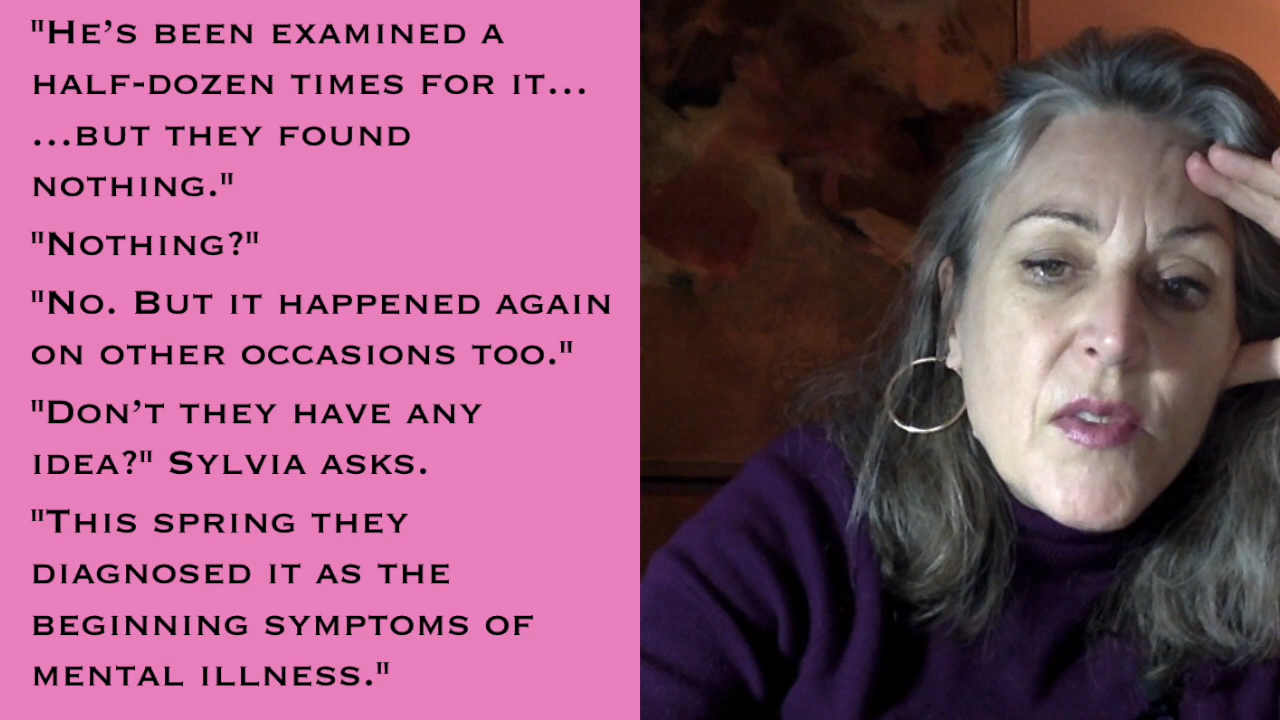 "He’s been examined a
half-dozen times for it...
...but they found
nothing."
"Nothing?"
"No. But it happened again
on other occasions too."
"Don’t they have any
idea?" Sylvia asks.
"This spring they
diagnosed it as the
beginning symptoms of
mental illness."